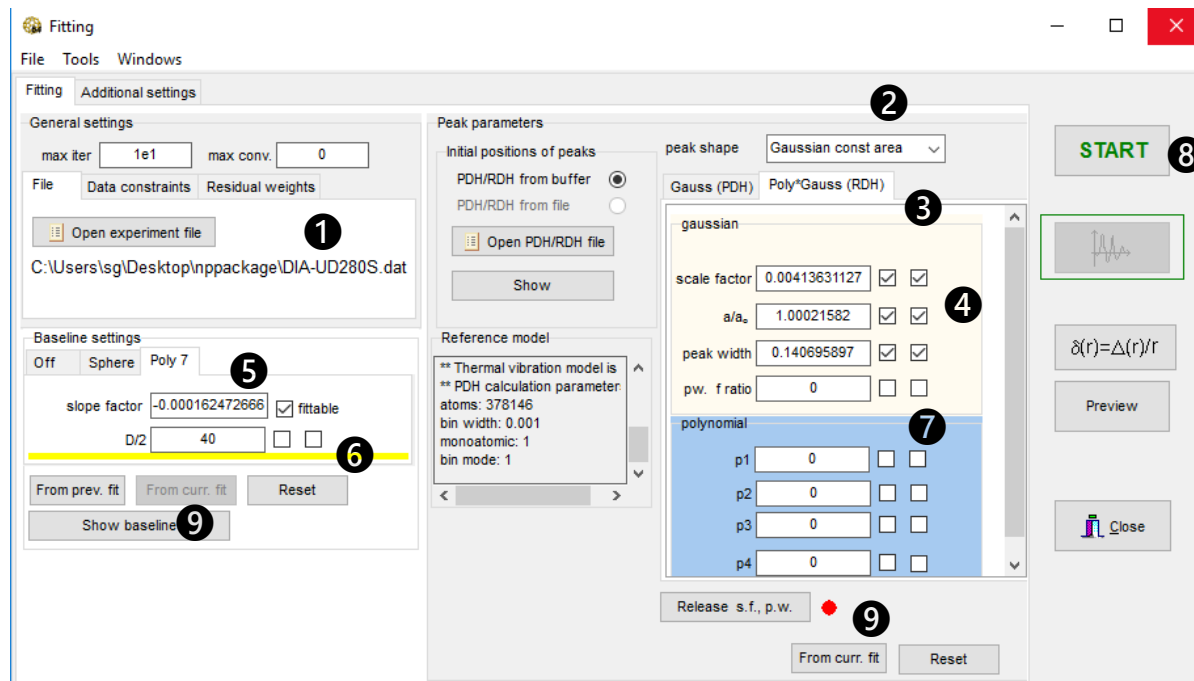 Fitting
File Tools Windows
Fitting Additional settings
General settings
max iter 1e1 max conv. 0
File Data constraints Residual weights
Open experiment file
1
C:\Users\sg\Desktop\nppackage\DIA-UD280S.dat
Baseline settings
Off Sphere Poly 7
5
slope factor -0.000162472666 fittable
D/2 40
6
From prev. fit From curr. fit Reset
Show baseline
9
Peak parameters
Initial positions of peaks
PDH/RDH from buffer
PDH/RDH from file
Open PDH/RDH file
Show
Reference model
** Thermal vibration model is
** PDH calculation parameter
atoms: 378146
bin width: 0.001
monoatomic: 1
bin mode: 1
2
peak shape Gaussian const area
Gauss (PDH) Poly*Gauss (RDH)
3
gaussian
scale factor 0.00413631127
4
a/a₀ 1.00021582
peak width 0.140695897
pw. f ratio 0
polynomial
7
p1 0
p2 0
p3 0
p4 0
Release s.f., p.w.
9
From curr. fit Reset
START
8
δ(r)=Δ(r)/r
Preview
Close